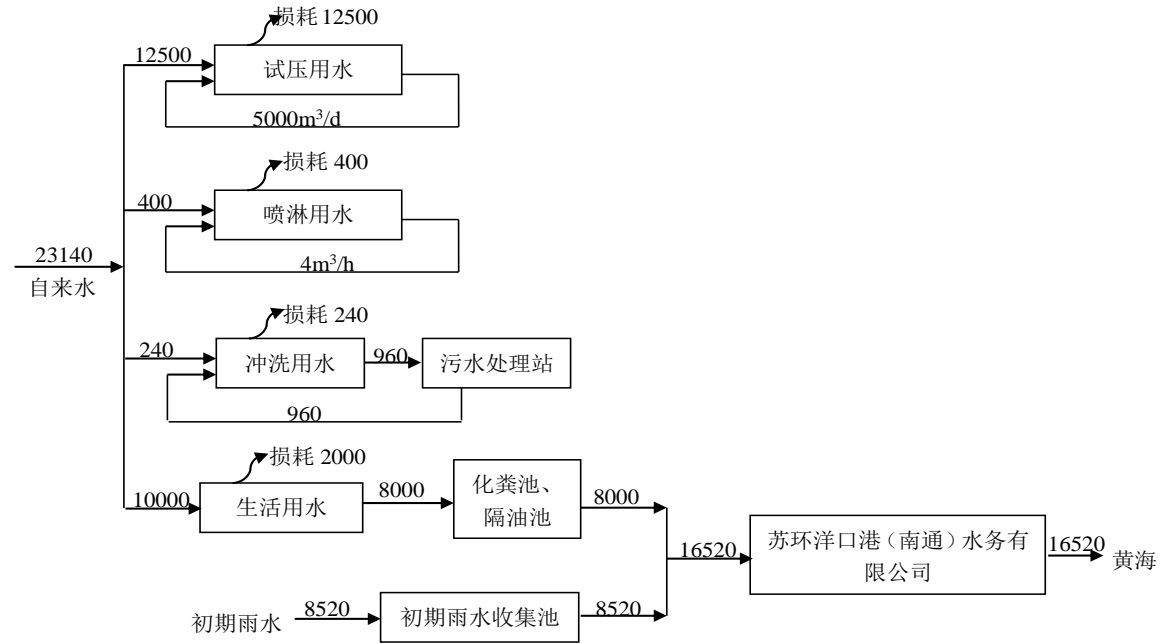 损耗 12500
12500
试压用水
5000m³/d
损耗 400
400
喷淋用水
4m³/h
23140
自来水
损耗 240
240
冲洗用水
960
污水处理站
960
损耗 2000
10000
生活用水
8000
化粪池、
隔油池
8000
16520
苏环洋口港（南通）水务有
限公司
16520
黄海
初期雨水
8520
初期雨水收集池
8520